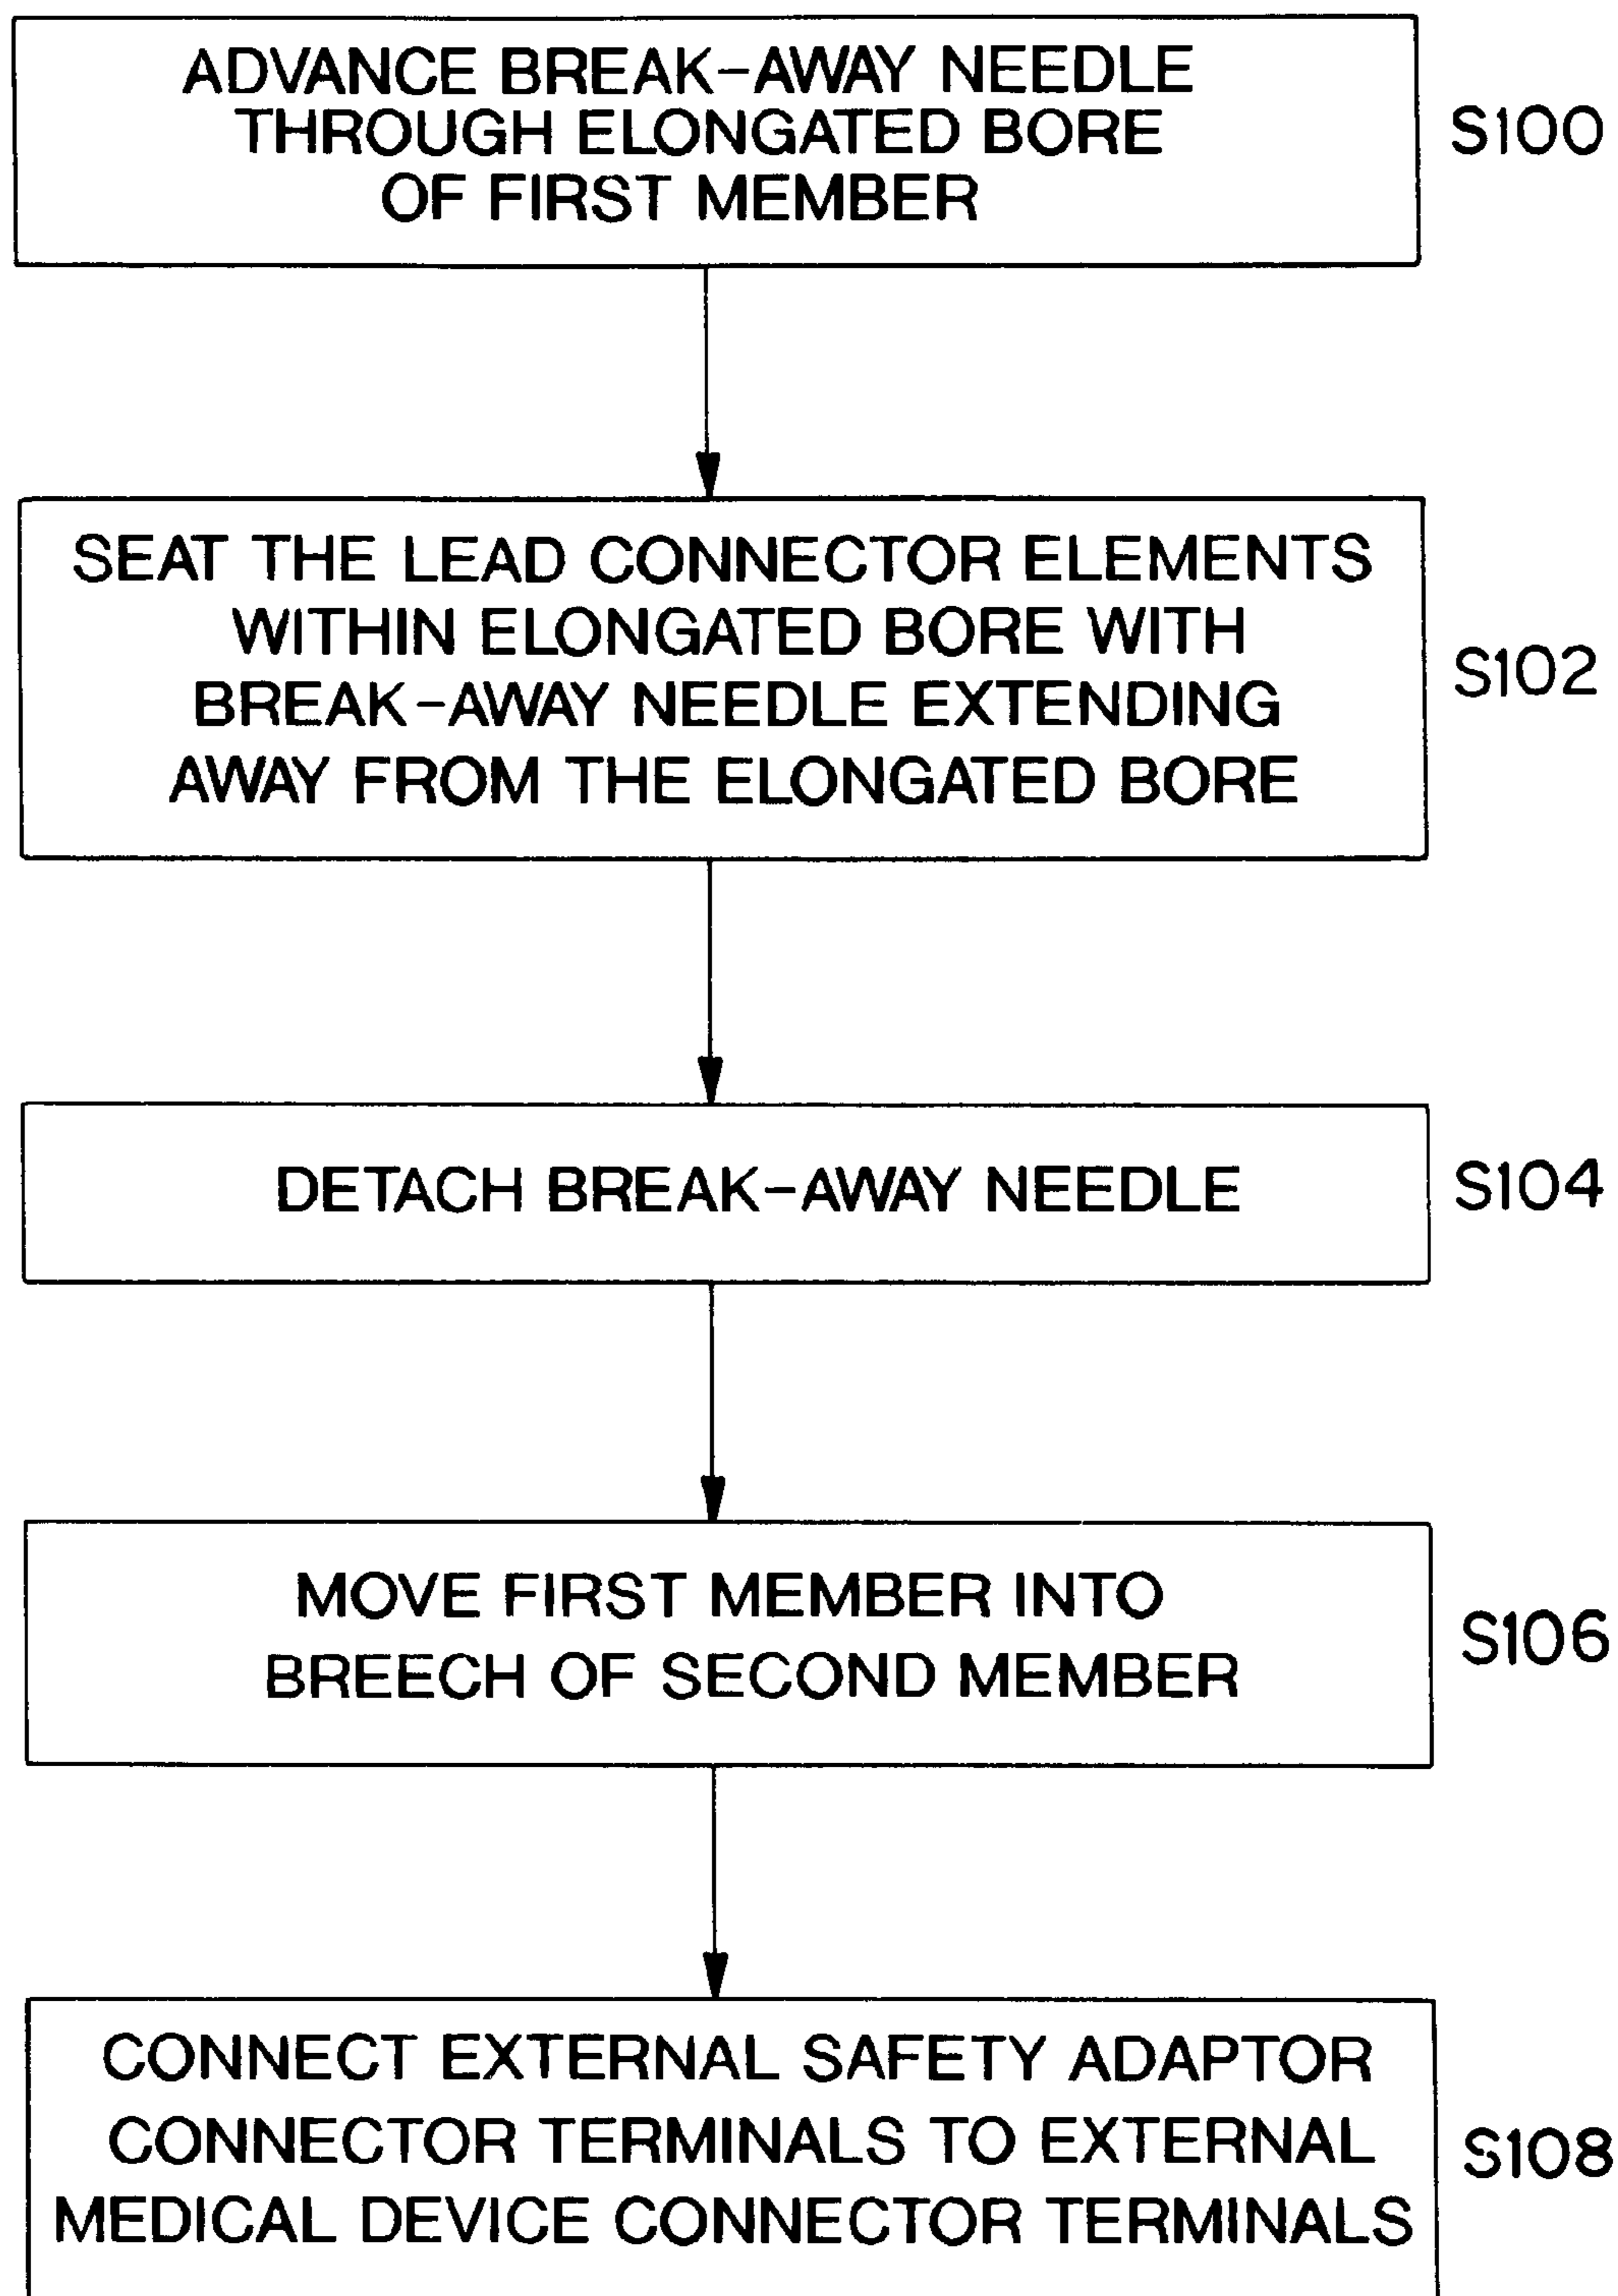 ADVANCE BREAK-AWAY NEEDLE
THROUGH ELONGATED BORE
OF FIRST MEMBER
S100
SEAT THE LEAD CONNECTOR ELEMENTS
WITHIN ELONGATED BORE WITH
BREAK-AWAY NEEDLE EXTENDING
AWAY FROM THE ELONGATED BORE
S102
DETACH BREAK-AWAY NEEDLE
S104
MOVE FIRST MEMBER INTO
BREECH OF SECOND MEMBER
S106
CONNECT EXTERNAL SAFETY ADAPTOR
CONNECTOR TERMINALS TO EXTERNAL
MEDICAL DEVICE CONNECTOR TERMINALS
S108